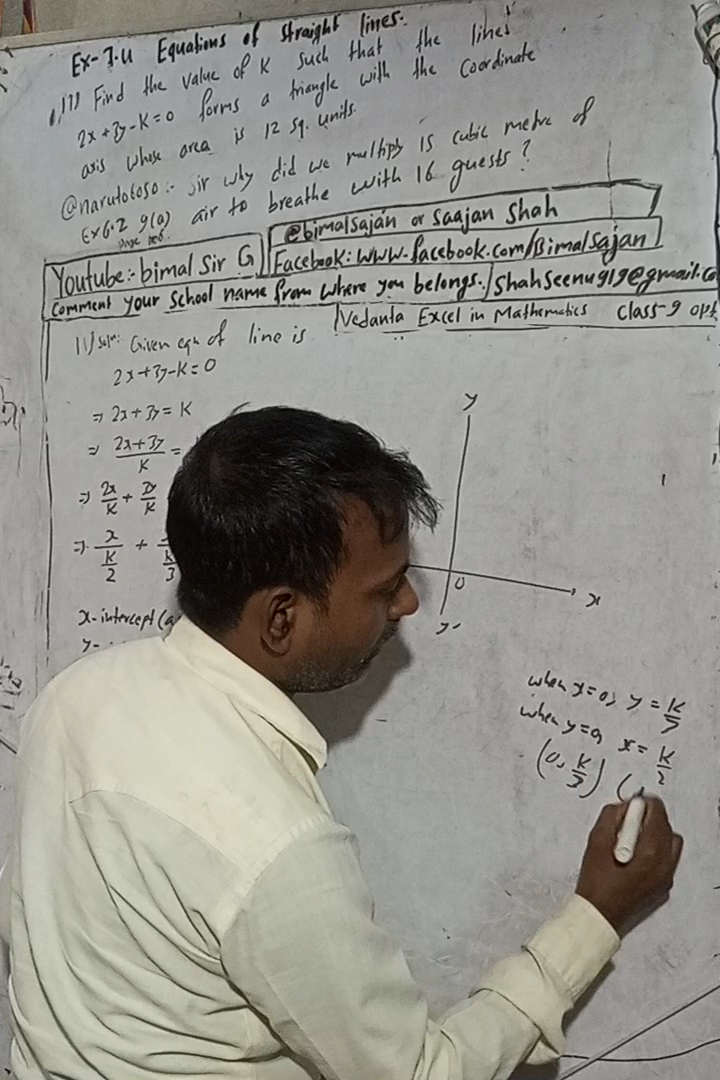 Ex-7.4 Equations of straight lines.
Q.11) Find the value of K such that the lines
2x+3y-K=0 forms a triangle with the coordinate
axis whose area is 12 sq. units.
@naruto6050:- Sir why did we multiply 15 cubic metre of
Ex6.2 9(a) air to breathe with 16 guests?
Youtube:- bimal Sir G
@bimalsajan or Saajan Shah
Facebook: www.facebook.com/Bimalsajan
Comment your School name from where you belongs. / Shahseenu919@gmail.co
Vedanta Excel in Mathematics Class-9 opt
11) Soln: Given eqn of line is
2x+3y-K=0
⇒ 2x+3y = K
⇒ 2x+3y/K =
⇒ 2x/K + 3y/K
⇒ x/(K/2) + /(K/3)
x-intercept (a
y-
y
O
x
y'
when x=0, y = K/3
when y=0, x = K/2
(0, K/3) (